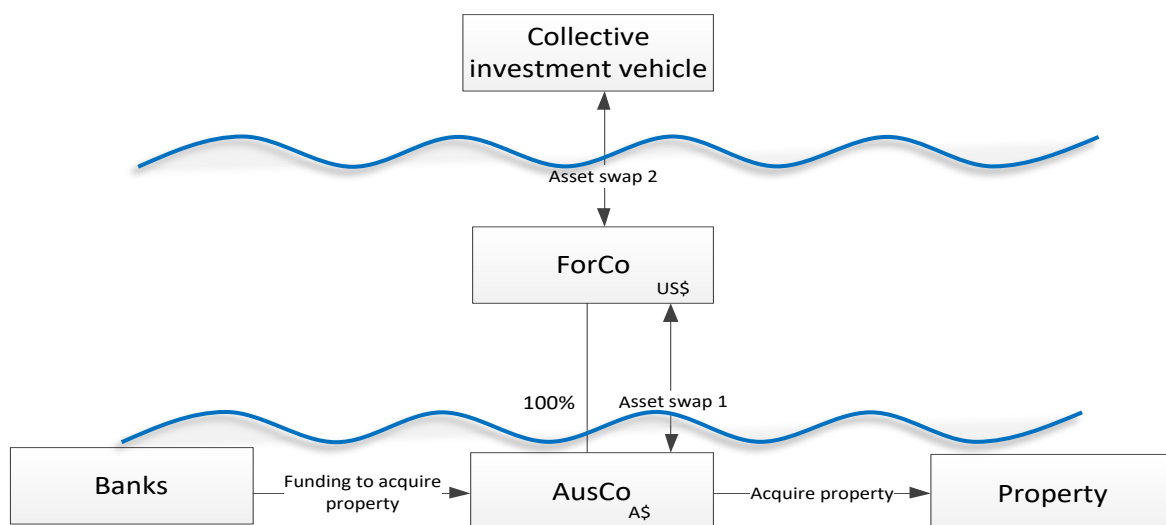 Collective
investment vehicle
Asset swap 2
ForCo
US$
100%
Asset swap 1
Banks
Funding to acquire
property
AusCo
A$
Acquire property
Property